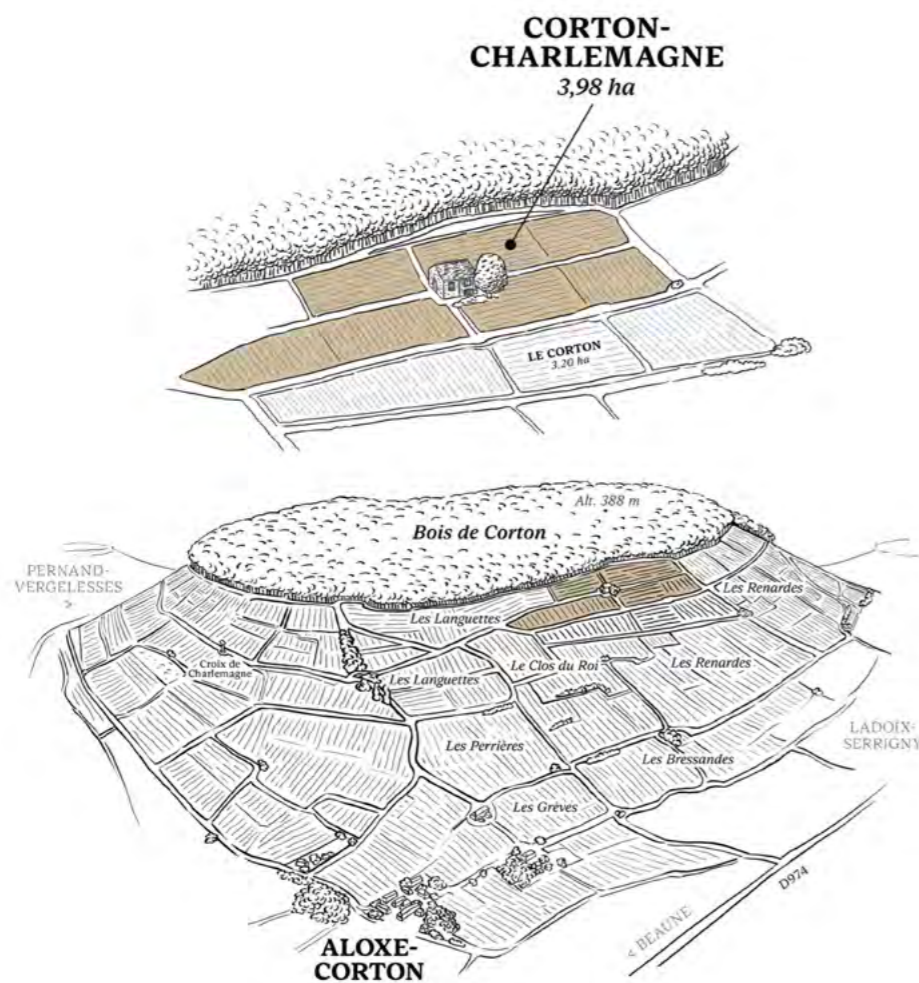 CORTON-
CHARLEMAGNE
3,98 ha
LE CORTON
3.20 ha
Alt. 388 m
Bois de Corton
PERNAND-
VERGELESSES
>
Les Languettes
<Les Renardes
Croix de
Charlemagne
Les Languettes
Le Clos du Roi
Les Renardes
LADOIX-
SERRIGNY
Les Perrières
Les Bressandes
Les Grèves
D974
< BEAUNE
ALOXE-
CORTON